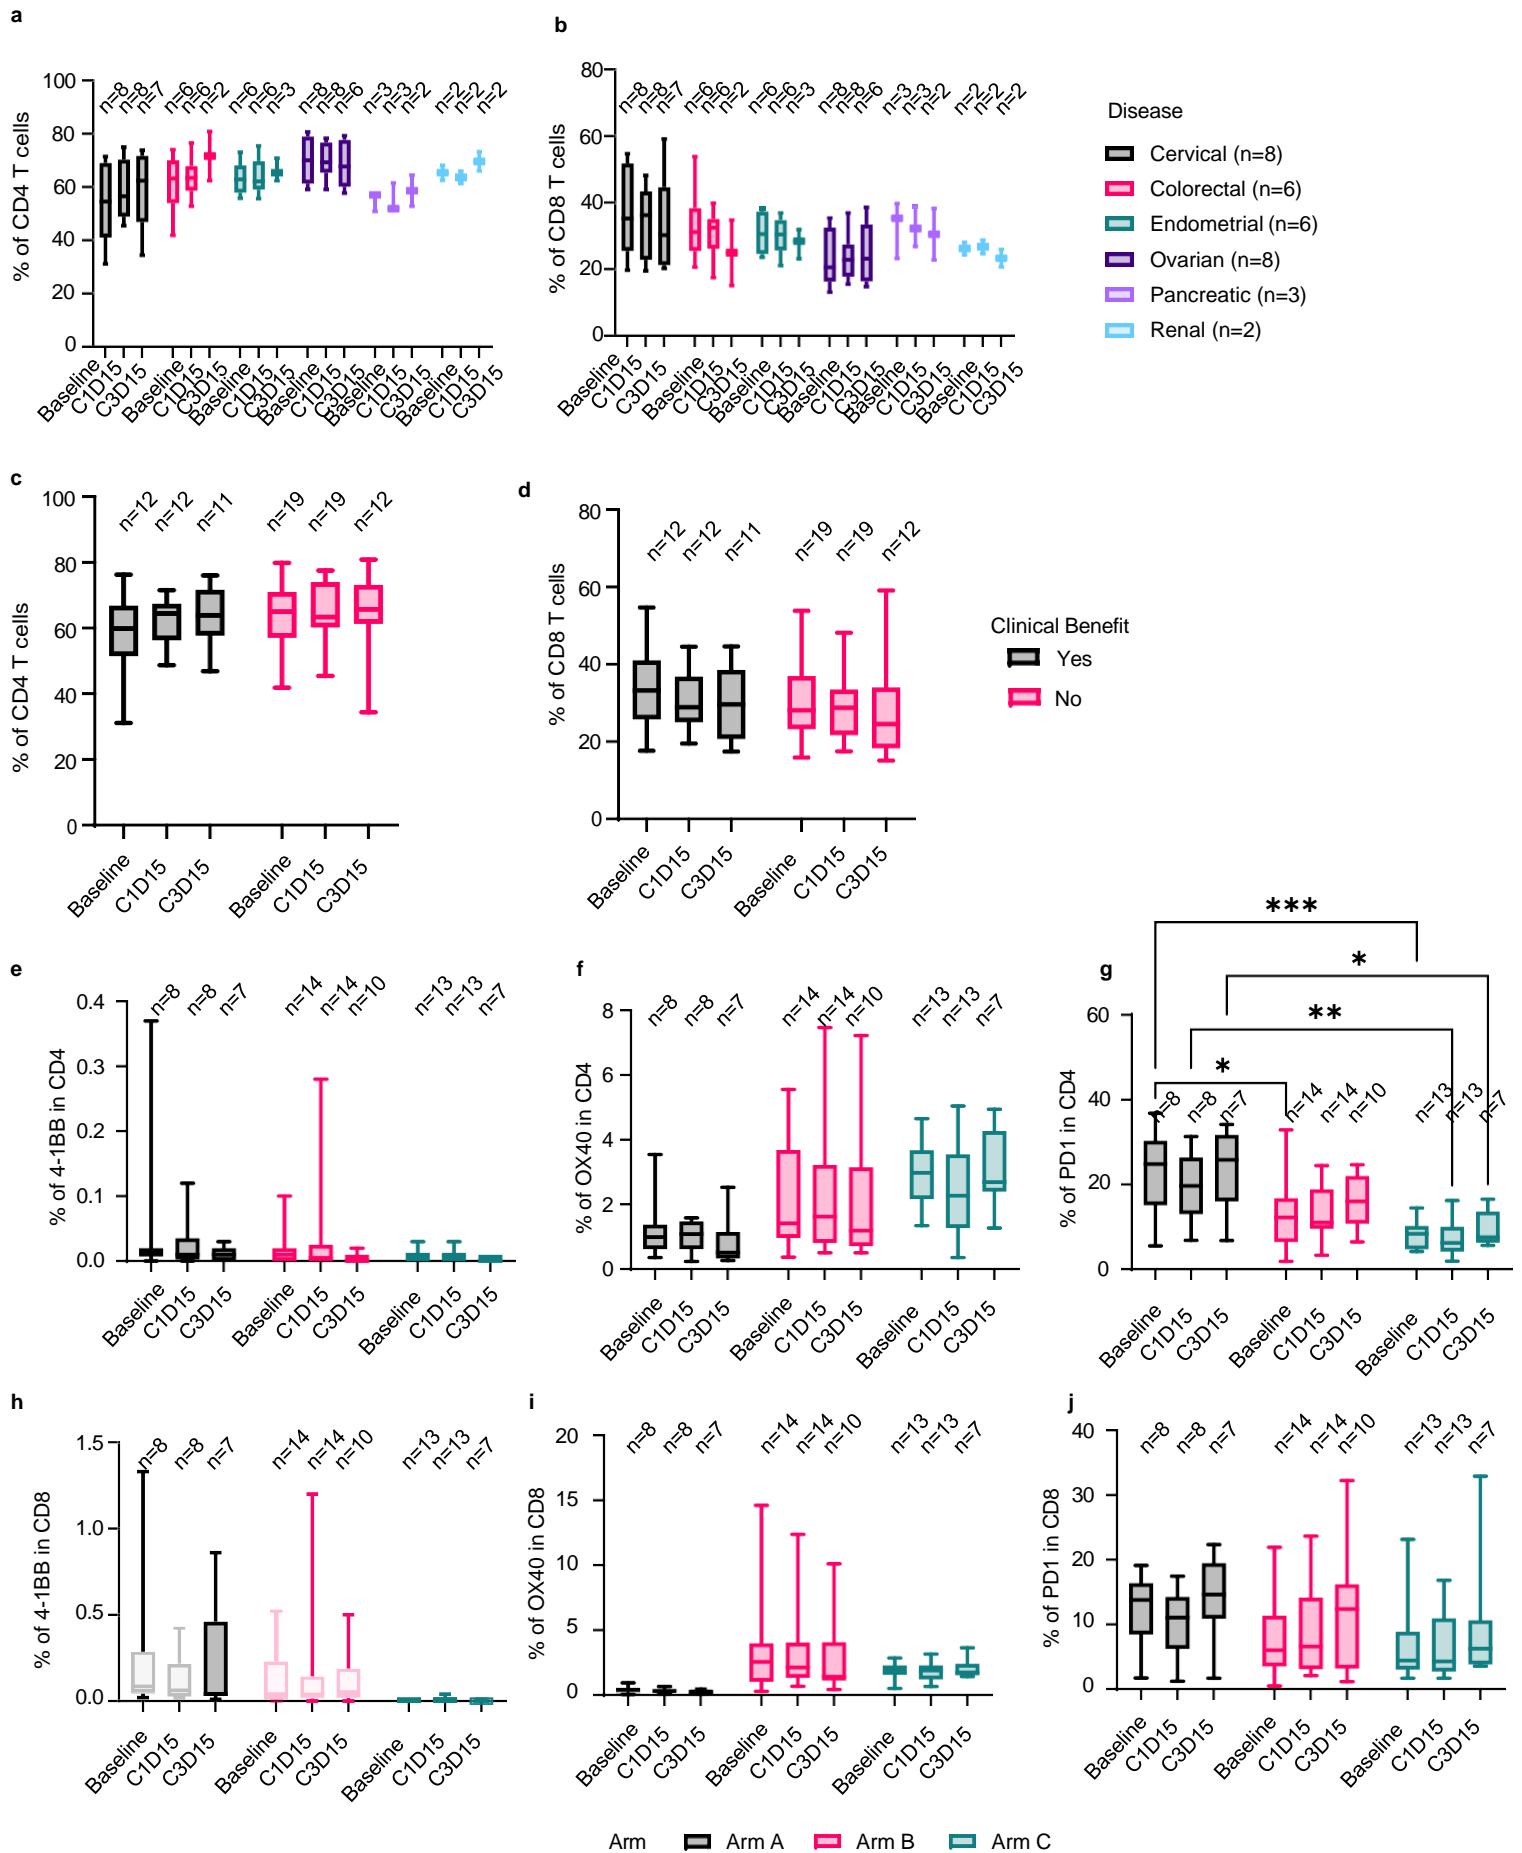 a
% of CD4 T cells
100
80
60
40
20
0
n=8 n=8 n=7 n=6 n=6 n=2 n=6 n=6 n=3 n=8 n=8 n=6 n=3 n=3 n=2 n=2 n=2 n=2
Baseline C1D15 C3D15 Baseline C1D15 C3D15 Baseline C1D15 C3D15 Baseline C1D15 C3D15 Baseline C1D15 C3D15 Baseline C1D15 C3D15
b
% of CD8 T cells
80
60
40
20
0
n=8 n=8 n=7 n=6 n=6 n=2 n=6 n=6 n=3 n=8 n=8 n=6 n=3 n=3 n=2 n=2 n=2 n=2
Baseline C1D15 C3D15 Baseline C1D15 C3D15 Baseline C1D15 C3D15 Baseline C1D15 C3D15 Baseline C1D15 C3D15 Baseline C1D15 C3D15
Disease
Cervical (n=8)
Colorectal (n=6)
Endometrial (n=6)
Ovarian (n=8)
Pancreatic (n=3)
Renal (n=2)
c
% of CD4 T cells
100
80
60
40
20
0
n=12 n=12 n=11 n=19 n=19 n=12
Baseline C1D15 C3D15 Baseline C1D15 C3D15
d
% of CD8 T cells
80
60
40
20
0
n=12 n=12 n=11 n=19 n=19 n=12
Baseline C1D15 C3D15 Baseline C1D15 C3D15
Clinical Benefit
Yes
No
e
% of 4-1BB in CD4
0.4
0.3
0.2
0.1
0.0
n=8 n=8 n=7 n=14 n=14 n=10 n=13 n=13 n=7
Baseline C1D15 C3D15 Baseline C1D15 C3D15 Baseline C1D15 C3D15
f
% of OX40 in CD4
8
6
4
2
0
n=8 n=8 n=7 n=14 n=14 n=10 n=13 n=13 n=7
Baseline C1D15 C3D15 Baseline C1D15 C3D15 Baseline C1D15 C3D15
g
% of PD1 in CD4
***
*
**
*
60
40
20
0
n=8 n=8 n=7 n=14 n=14 n=10 n=13 n=13 n=7
Baseline C1D15 C3D15 Baseline C1D15 C3D15 Baseline C1D15 C3D15
h
% of 4-1BB in CD8
1.5
1.0
0.5
0.0
n=8 n=8 n=7 n=14 n=14 n=10 n=13 n=13 n=7
Baseline C1D15 C3D15 Baseline C1D15 C3D15 Baseline C1D15 C3D15
i
% of OX40 in CD8
20
15
10
5
0
n=8 n=8 n=7 n=14 n=14 n=10 n=13 n=13 n=7
Baseline C1D15 C3D15 Baseline C1D15 C3D15 Baseline C1D15 C3D15
j
% of PD1 in CD8
40
30
20
10
0
n=8 n=8 n=7 n=14 n=14 n=10 n=13 n=13 n=7
Baseline C1D15 C3D15 Baseline C1D15 C3D15 Baseline C1D15 C3D15
Arm Arm A Arm B Arm C